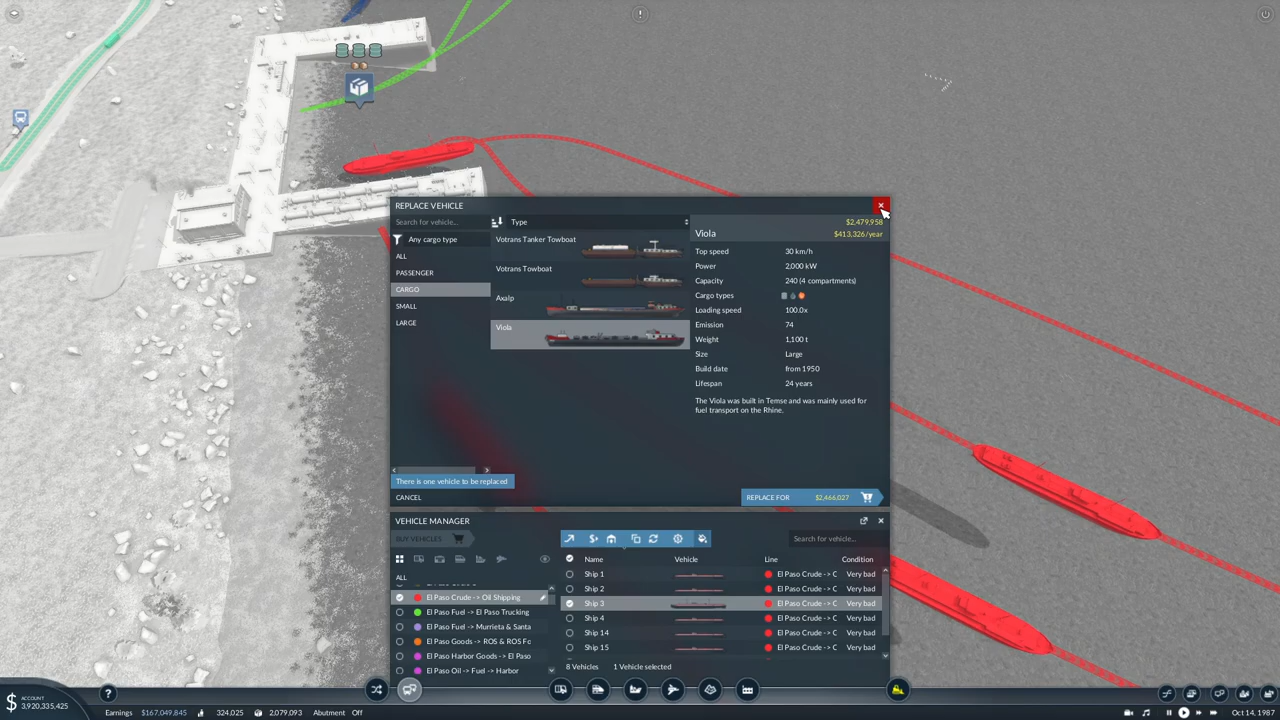 REPLACE VEHICLE
Search for vehicle...
Type
$2,479,958
$413,326/year
Any cargo type
ALL
PASSENGER
CARGO
SMALL
LARGE
Votrans Tanker Towboat
Votrans Towboat
Axalp
Viola
Viola
Top speed 30 km/h
Power 2,000 kW
Capacity 240 (4 compartments)
Cargo types
Loading speed 100.0x
Emission 74
Weight 1,100 t
Size Large
Build date from 1950
Lifespan 24 years
The Viola was built in Temse and was mainly used for
fuel transport on the Rhine.
There is one vehicle to be replaced
CANCEL
REPLACE FOR $2,466,027
VEHICLE MANAGER
BUY VEHICLES
Search for vehicle...
ALL
El Paso Crude -> Oil Shipping
El Paso Fuel -> El Paso Trucking
El Paso Fuel -> Murrieta & Santa
El Paso Goods -> ROS & ROS Fc
El Paso Harbor Goods -> El Paso
El Paso Oil -> Fuel -> Harbor
Name Vehicle Line Condition
Ship 1 El Paso Crude -> C Very bad
Ship 2 El Paso Crude -> C Very bad
Ship 3 El Paso Crude -> C Very bad
Ship 4 El Paso Crude -> C Very bad
Ship 14 El Paso Crude -> C Very bad
Ship 15 El Paso Crude -> C Very bad
8 Vehicles 1 Vehicle selected
$ ACCOUNT
3,920,335,425
?
Earnings $167,049,845 324,025 2,079,093 Abutment Off
Oct 14, 1987